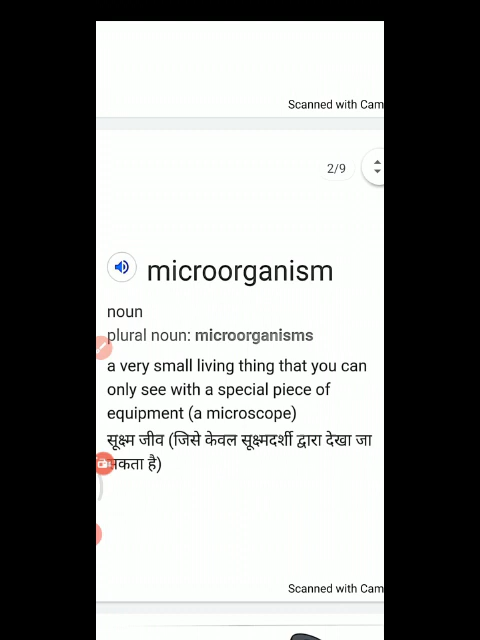 Scanned with Cam
2/9
microorganism
noun
plural noun: microorganisms
a very small living thing that you can
only see with a special piece of
equipment (a microscope)
सूक्ष्म जीव (जिसे केवल सूक्ष्मदर्शी द्वारा देखा जा
सकता है)
Scanned with Cam